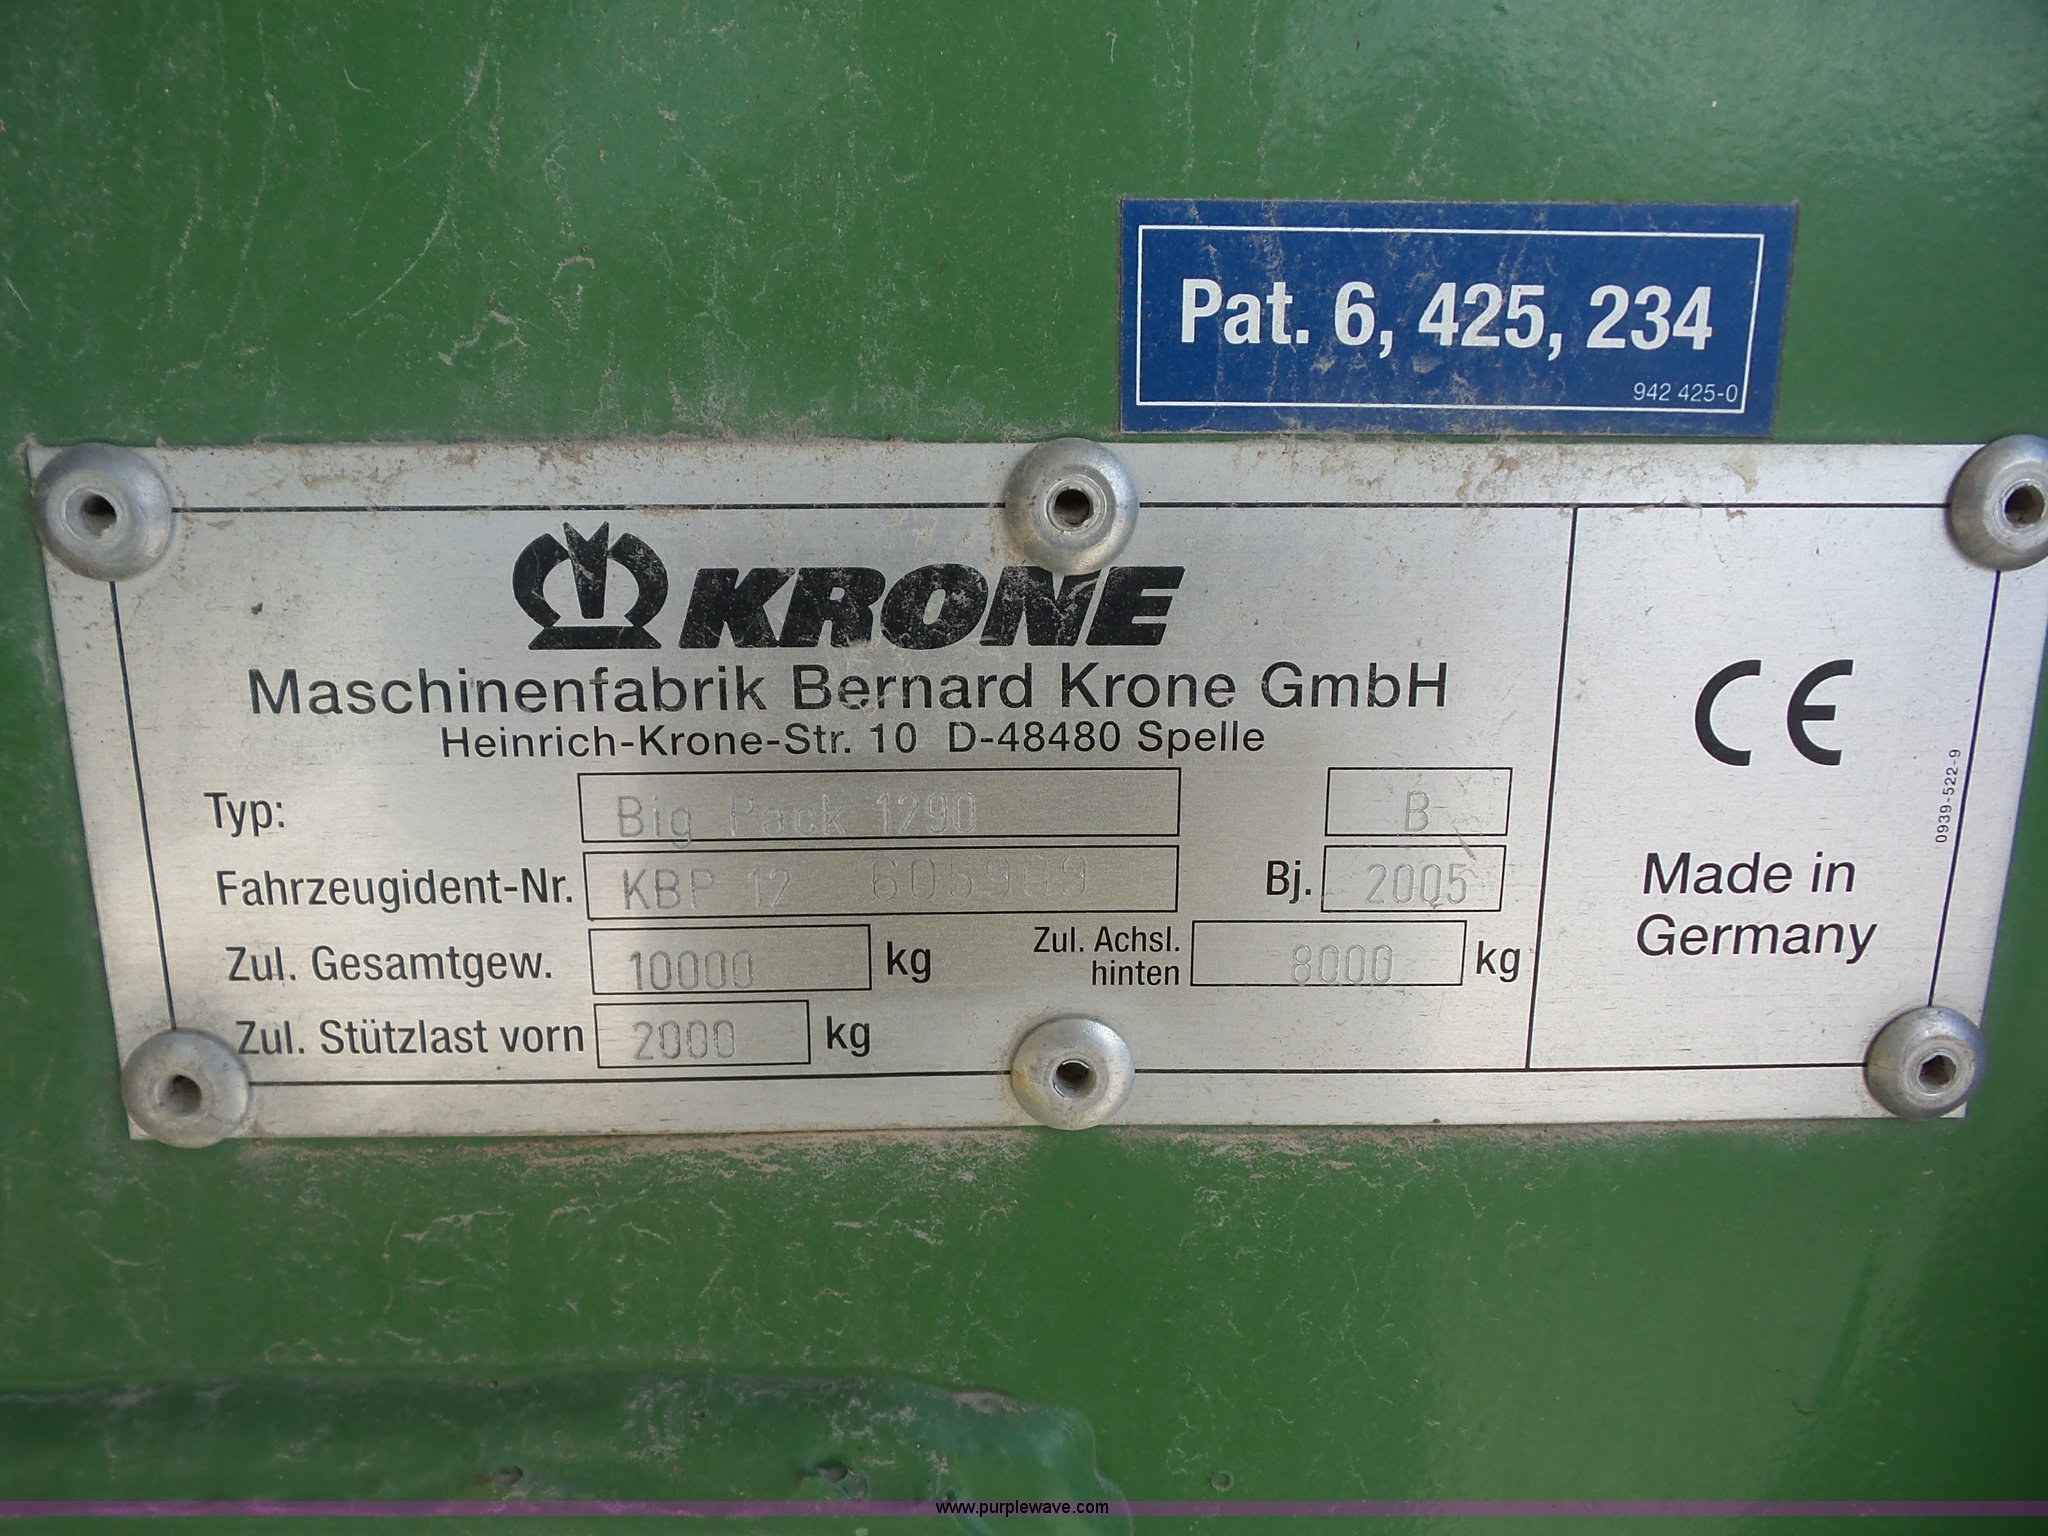 Pat. 6, 425, 234
942 425-0
KRONE
Maschinenfabrik Bernard Krone GmbH
Heinrich-Krone-Str. 10 D-48480 Spelle
Typ: Big Pack 1290 B
Fahrzeugident-Nr. KBP 12 605909 Bj. 2005
Zul. Gesamtgew. 10000 kg Zul. Achsl. hinten 8000 kg
Zul. Stützlast vorn 2000 kg
CE
0939-522-9
Made in
Germany
www.purplewave.com